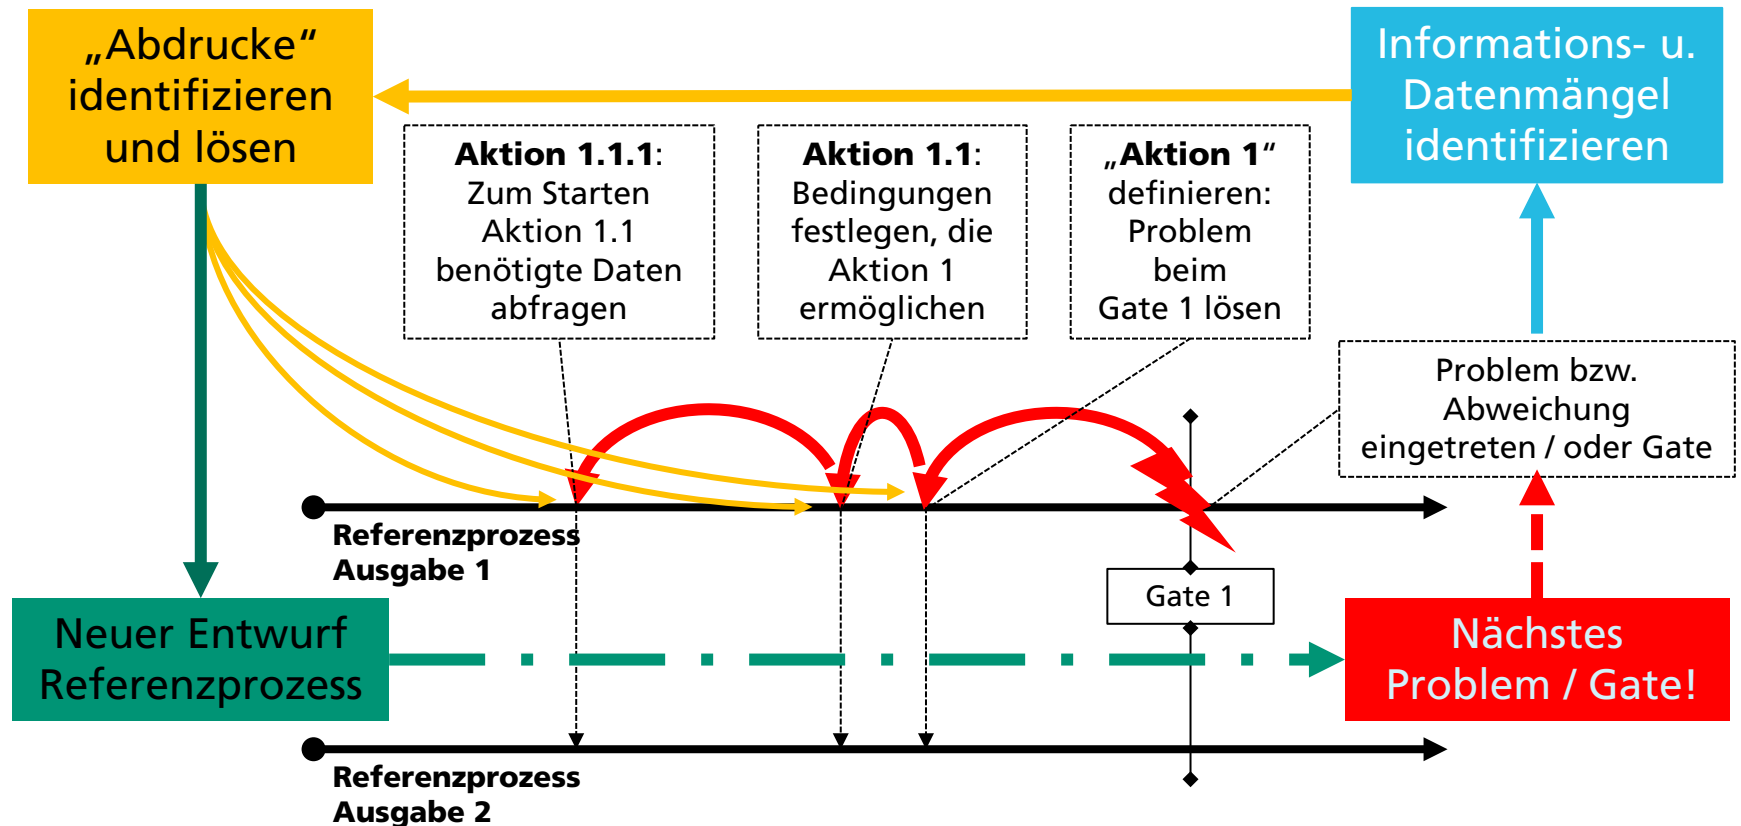 „Abdrucke“
identifizieren
und lösen
Informations- u.
Datenmängel
identifizieren
Aktion 1.1.1:
Zum Starten
Aktion 1.1
benötigte Daten
abfragen
Aktion 1.1:
Bedingungen
festlegen, die
Aktion 1
ermöglichen
„Aktion 1“
definieren:
Problem
beim
Gate 1 lösen
Problem bzw.
Abweichung
eingetreten / oder Gate
Referenzprozess
Ausgabe 1
Gate 1
Neuer Entwurf
Referenzprozess
Nächstes
Problem / Gate!
Referenzprozess
Ausgabe 2